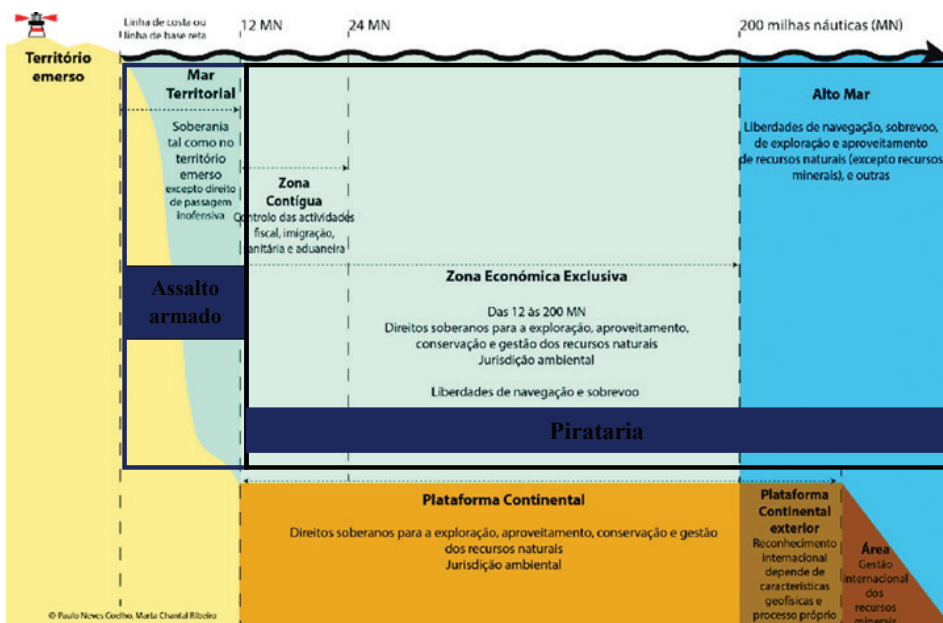 Linha de costa ou
linha de base reta
12 MN
24 MN
200 milhas náuticas (MN)
Território
emerso
Mar
Territorial
Soberania
tal como no
território
emerso
excepto direito
de passagem
inofensiva
Zona
Contígua
Controlo das actividades
fiscal, imigração,
sanitária e aduaneira
Alto Mar
Liberdades de navegação, sobrevoo,
de exploração e aproveitamento
de recursos naturais (excepto recursos
minerais), e outras
Assalto
armado
Zona Económica Exclusiva
Das 12 às 200 MN
Direitos soberanos para a exploração, aproveitamento,
conservação e gestão dos recursos naturais
Jurisdição ambiental
Liberdades de navegação e sobrevoo
Pirataria
Plataforma Continental
Direitos soberanos para a exploração, aproveitamento, conservação e gestão
dos recursos naturais
Jurisdição ambiental
Plataforma
Continental
exterior
Reconhecimento
internacional
depende de
características
geofísicas e
processo próprio
Área
Gestão
internacional
dos
recursos
minerais
© Paulo Neves Coelho, Marta Chantal Ribeiro